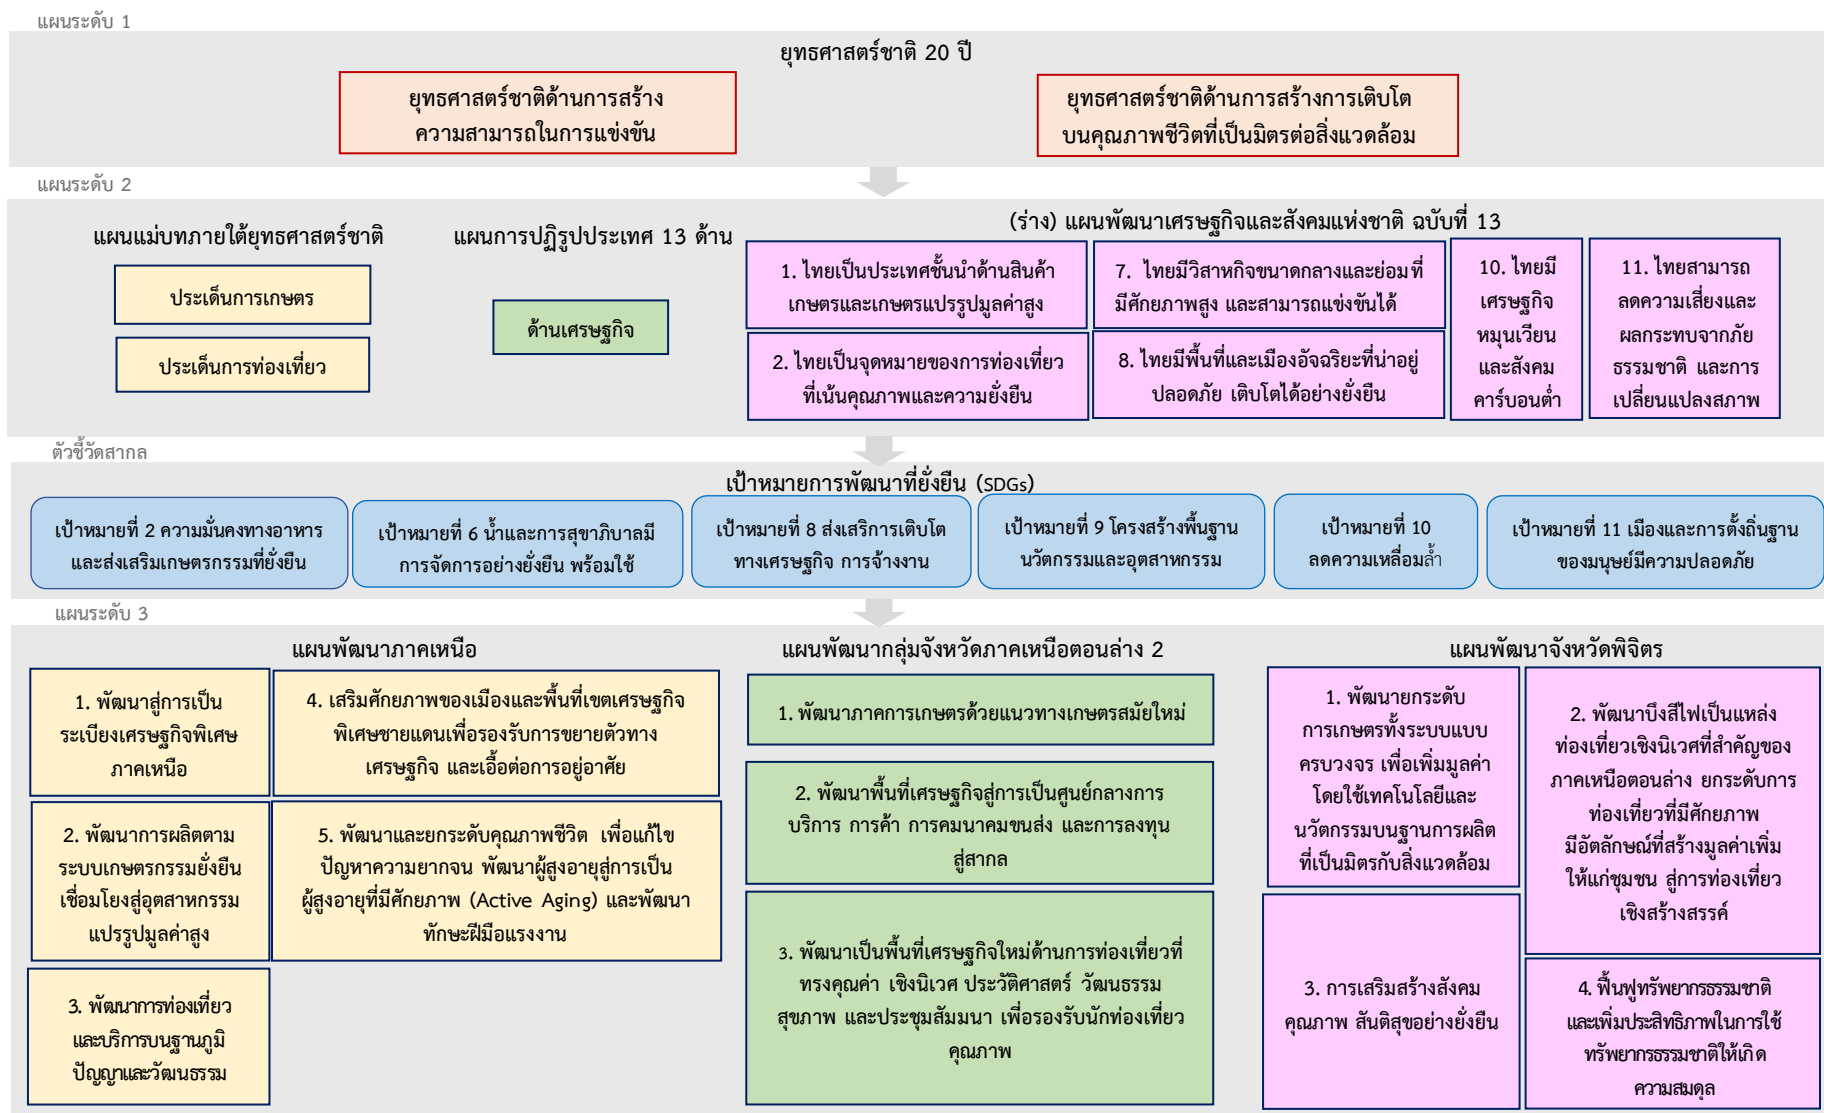 แผนระดับ 1
ยุทธศาสตร์ชาติ 20 ปี
ยุทธศาสตร์ชาติด้านการสร้าง
ความสามารถในการแข่งขัน
ยุทธศาสตร์ชาติด้านการสร้างการเติบโต
บนคุณภาพชีวิตที่เป็นมิตรต่อสิ่งแวดล้อม
แผนระดับ 2
แผนแม่บทภายใต้ยุทธศาสตร์ชาติ
ประเด็นการเกษตร
ประเด็นการท่องเที่ยว
แผนการปฏิรูปประเทศ 13 ด้าน
ด้านเศรษฐกิจ
(ร่าง) แผนพัฒนาเศรษฐกิจและสังคมแห่งชาติ ฉบับที่ 13
1. ไทยเป็นประเทศชั้นนำด้านสินค้า
เกษตรและเกษตรแปรรูปมูลค่าสูง
2. ไทยเป็นจุดหมายของการท่องเที่ยว
ที่เน้นคุณภาพและความยั่งยืน
7. ไทยมีวิสาหกิจขนาดกลางและย่อมที่
มีศักยภาพสูง และสามารถแข่งขันได้
8. ไทยมีพื้นที่และเมืองอัจฉริยะที่น่าอยู่
ปลอดภัย เติบโตได้อย่างยั่งยืน
10. ไทยมี
เศรษฐกิจ
หมุนเวียน
และสังคม
คาร์บอนต่ำ
11. ไทยสามารถ
ลดความเสี่ยงและ
ผลกระทบจากภัย
ธรรมชาติ และการ
เปลี่ยนแปลงสภาพ
ตัวชี้วัดสากล
เป้าหมายการพัฒนาที่ยั่งยืน (SDGs)
เป้าหมายที่ 2 ความมั่นคงทางอาหาร
และส่งเสริมเกษตรกรรมที่ยั่งยืน
เป้าหมายที่ 6 น้ำและการสุขาภิบาลมี
การจัดการอย่างยั่งยืน พร้อมใช้
เป้าหมายที่ 8 ส่งเสริการเติบโต
ทางเศรษฐกิจ การจ้างงาน
เป้าหมายที่ 9 โครงสร้างพื้นฐาน
นวัตกรรมและอุตสาหกรรม
เป้าหมายที่ 10
ลดความเหลื่อมล้ำ
เป้าหมายที่ 11 เมืองและการตั้งถิ่นฐาน
ของมนุษย์มีความปลอดภัย
แผนระดับ 3
แผนพัฒนาภาคเหนือ
1. พัฒนาสู่การเป็น
ระเบียงเศรษฐกิจพิเศษ
ภาคเหนือ
2. พัฒนาการผลิตตาม
ระบบเกษตรกรรมยั่งยืน
เชื่อมโยงสู่อุตสาหกรรม
แปรรูปมูลค่าสูง
3. พัฒนาการท่องเที่ยว
และบริการบนฐานภูมิ
ปัญญาและวัฒนธรรม
4. เสริมศักยภาพของเมืองและพื้นที่เขตเศรษฐกิจ
พิเศษชายแดนเพื่อรองรับการขยายตัวทาง
เศรษฐกิจ และเอื้อต่อการอยู่อาศัย
5. พัฒนาและยกระดับคุณภาพชีวิต เพื่อแก้ไข
ปัญหาความยากจน พัฒนาผู้สูงอายุสู่การเป็น
ผู้สูงอายุที่มีศักยภาพ (Active Aging) และพัฒนา
ทักษะฝีมือแรงงาน
แผนพัฒนากลุ่มจังหวัดภาคเหนือตอนล่าง 2
1. พัฒนาภาคการเกษตรด้วยแนวทางเกษตรสมัยใหม่
2. พัฒนาพื้นที่เศรษฐกิจสู่การเป็นศูนย์กลางการ
บริการ การค้า การคมนาคมขนส่ง และการลงทุน
สู่สากล
3. พัฒนาเป็นพื้นที่เศรษฐกิจใหม่ด้านการท่องเที่ยวที่
ทรงคุณค่า เชิงนิเวศ ประวัติศาสตร์ วัฒนธรรม
สุขภาพ และประชุมสัมมนา เพื่อรองรับนักท่องเที่ยว
คุณภาพ
แผนพัฒนาจังหวัดพิจิตร
1. พัฒนายกระดับ
การเกษตรทั้งระบบแบบ
ครบวงจร เพื่อเพิ่มมูลค่า
โดยใช้เทคโนโลยีและ
นวัตกรรมบนฐานการผลิต
ที่เป็นมิตรกับสิ่งแวดล้อม
2. พัฒนาบึงสีไฟเป็นแหล่ง
ท่องเที่ยวเชิงนิเวศที่สำคัญของ
ภาคเหนือตอนล่าง ยกระดับการ
ท่องเที่ยวที่มีศักยภาพ
มีอัตลักษณ์ที่สร้างมูลค่าเพิ่ม
ให้แก่ชุมชน สู่การท่องเที่ยว
เชิงสร้างสรรค์
3. การเสริมสร้างสังคม
คุณภาพ สันติสุขอย่างยั่งยืน
4. ฟื้นฟูทรัพยากรธรรมชาติ
และเพิ่มประสิทธิภาพในการใช้
ทรัพยากรธรรมชาติให้เกิด
ความสมดุล